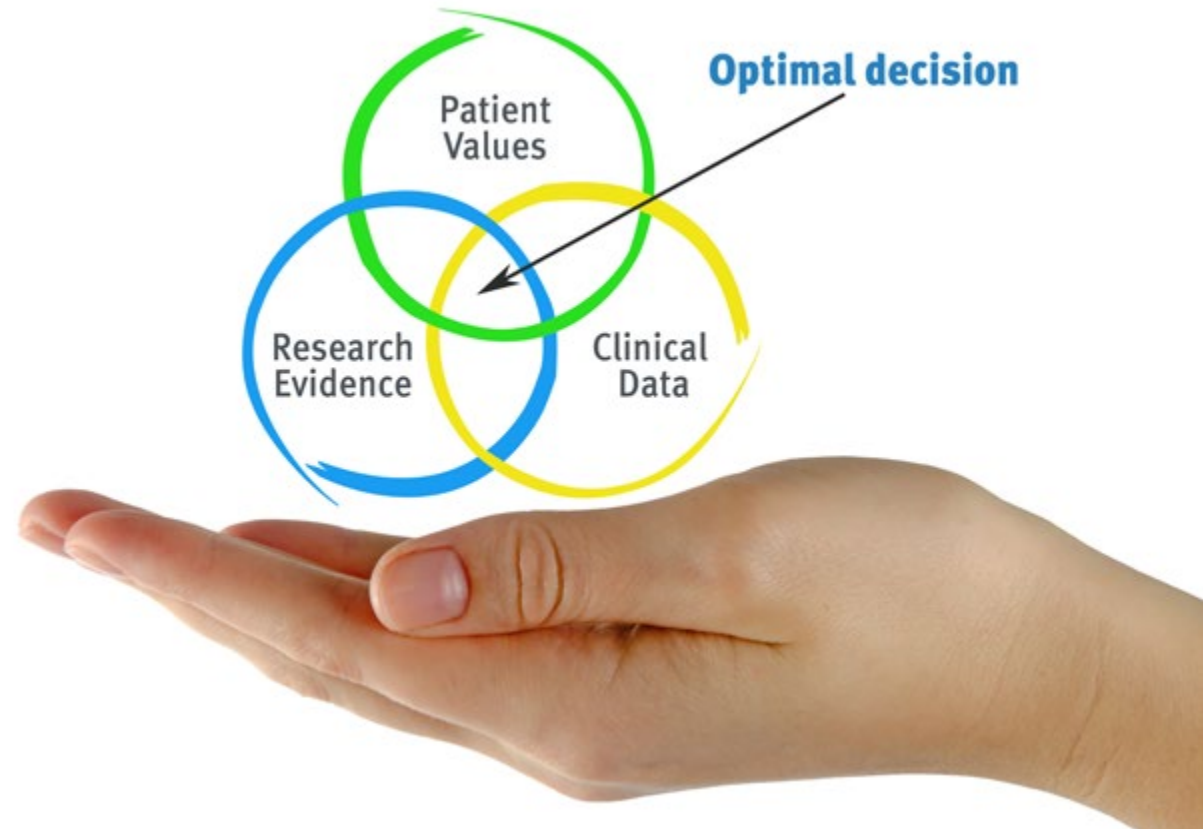 Optimal decision
Patient
Values
Research
Evidence
Clinical
Data